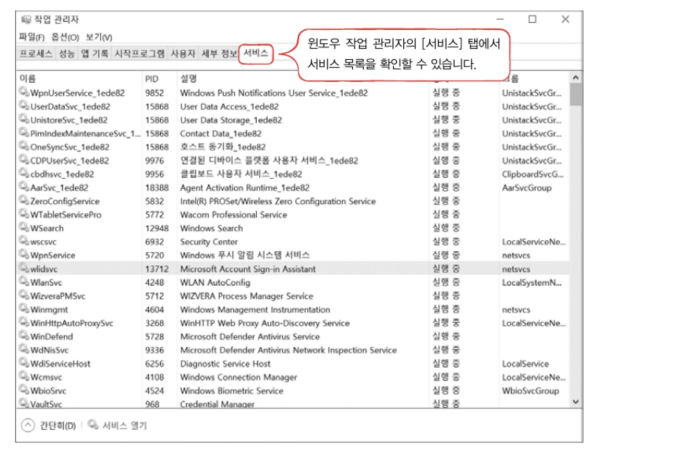 작업 관리자
파일(F) 옵션(O) 보기(V)
프로세스 성능 앱 기록 시작프로그램 사용자 세부 정보 서비스
윈도우 작업 관리자의 [서비스] 탭에서
서비스 목록을 확인할 수 있습니다.
이름 PID 설명
WpnUserService_1ede82 9852 Windows Push Notifications User Service_1ede82 실행 중 UnistackSvcGr...
UserDataSvc_1ede82 15868 User Data Access_1ede82 실행 중 UnistackSvcGr...
UnistoreSvc_1ede82 15868 User Data Storage_1ede82 실행 중 UnistackSvcGr...
PimIndexMaintenanceSvc_1... 15868 Contact Data_1ede82 실행 중 UnistackSvcGr...
OneSyncSvc_1ede82 15868 호스트 동기화_1ede82 실행 중 UnistackSvcGr...
CDPUserSvc_1ede82 9976 연결된 디바이스 플랫폼 사용자 서비스_1ede82 실행 중 UnistackSvcGr...
cbdhsvc_1ede82 9956 클립보드 사용자 서비스_1ede82 실행 중 ClipboardSvcG...
AarSvc_1ede82 18388 Agent Activation Runtime_1ede82 실행 중 AarSvcGroup
ZeroConfigService 5832 Intel(R) PROSet/Wireless Zero Configuration Service 실행 중
WTabletServicePro 5772 Wacom Professional Service 실행 중
WSearch 12948 Windows Search 실행 중
wscsvc 6932 Security Center 실행 중 LocalServiceNe...
WpnService 5720 Windows 푸시 알림 시스템 서비스 실행 중 netsvcs
wlidsvc 13712 Microsoft Account Sign-in Assistant 실행 중 netsvcs
WlanSvc 4248 WLAN AutoConfig 실행 중 LocalSystemN...
WizveraPMSvc 5712 WIZVERA Process Manager Service 실행 중
Winmgmt 4604 Windows Management Instrumentation 실행 중 netsvcs
WinHttpAutoProxySvc 3268 WinHTTP Web Proxy Auto-Discovery Service 실행 중 LocalServiceNe...
WinDefend 5728 Microsoft Defender Antivirus Service 실행 중
WdNisSvc 9336 Microsoft Defender Antivirus Network Inspection Service 실행 중
WdiServiceHost 6256 Diagnostic Service Host 실행 중 LocalService
Wcmsvc 4108 Windows Connection Manager 실행 중 LocalServiceNe...
WbioSrvc 4524 Windows Biometric Service 실행 중 WbioSvcGroup
VaultSvc 968 Credential Manager 실행 중
간단히(D) 서비스 열기